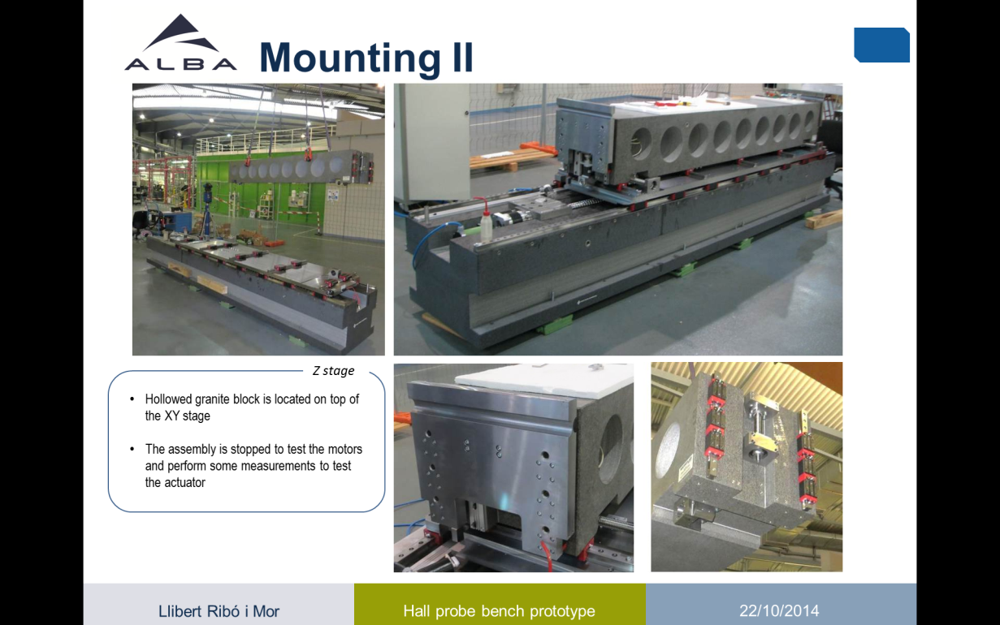 ALBA
Mounting II
Z stage
• Hollowed granite block is located on top of
the XY stage
• The assembly is stopped to test the motors
and perform some measurements to test
the actuator
Llibert Ribó i Mor
Hall probe bench prototype
22/10/2014